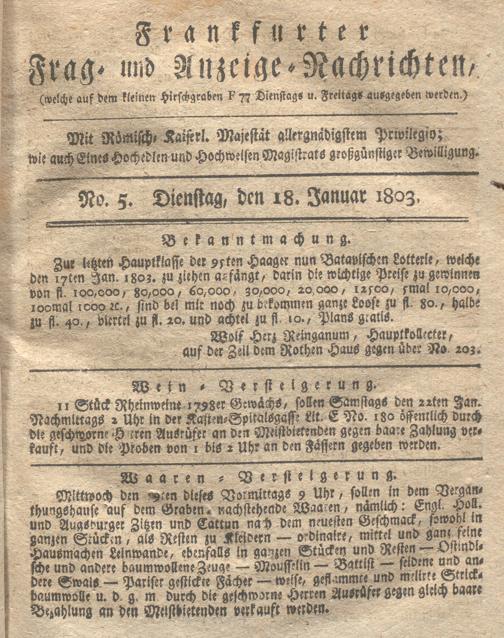 Frankfurter
Frag- und Anzeige-Nachrichten,
(welche auf dem kleinen Hirschgraben F 77 Dienstags u. Freitags ausgegeben werden.)
Mit Römisch-Kaiserl. Majestät allergnädigstem Privilegio;
wie auch Eines Hochedlen und Hochweisen Magistrats großgünstiger Bewilligung.
No. 5. Dienstag, den 18. Januar 1803.
Bekanntmachung.
Zur letzten Hauptklasse der 95ten Haager nun Batavischen Lotterie, welche
den 17ten Jan. 1803. zu ziehen anfängt, darin die wichtige Preise zu gewinnen
von fl. 100,000, 80,000, 60,000, 30,000, 20,000, 12500, 5mal 10,000,
100mal 1000 ꝛc., sind bei mir noch zu bekommen ganze Loose zu fl. 80., halbe
zu fl. 40., viertel zu fl. 20. und achtel zu fl. 10., Plans gratis.
Wolf Herz Reinganum, Hauptkollecter,
auf der Zeil dem Rothen Haus gegen über No. 203.
Wein-Versteigerung.
11 Stück Rheinweine 1798er Gewächs, sollen Samstags den 22ten Jan.
Nachmittags 2 Uhr in der Kasten-Spitalsgasse Lit. E No. 180 öffentlich durch
die geschworne Herren Ausrüfer an den Meistbietenden gegen baare Zahlung ver-
kauft, und die Proben von 1 bis 2 Uhr an den Fässern gegeben werden.
Waaren-Versteigerung.
Mittwoch den dieses Vormittags 9 Uhr, sollen in dem Vergan-
thungshause auf dem Graben nachstehende Waaren, nämlich: Engl. Holl.
und Augsburger Zitzen und Cattun nach dem neuesten Geschmack, sowohl in
ganzen Stücken, als Resten zu Kleidern — ordinaire, mittel und ganz feine
Hausmachen Leinwande, ebenfalls in ganzen Stücken und Resten — Ostindi-
sche und andere baumwollene Zeuge — Mousselin — Battist — seidene und an-
dere Swals — Pariser gestickte Fächer — weise, geflammte und melirte Strick-
baumwolle u. d. g. m. durch die geschworne Herren Ausrüfer gegen gleich baare
Bezahlung an den Meistbietenden verkauft werden.